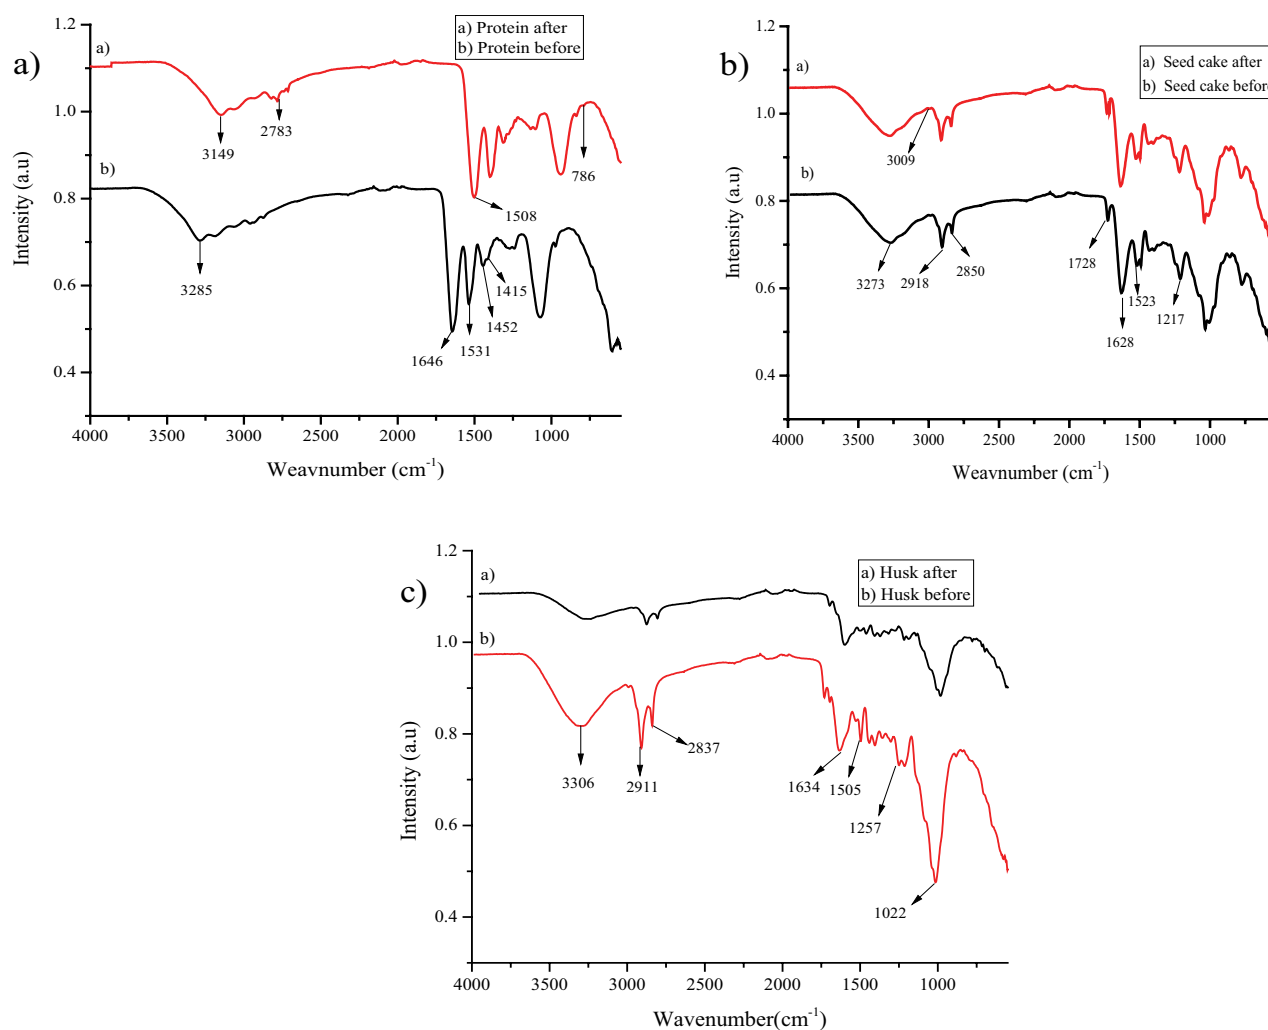 a)
1.2
1.0
0.8
0.6
0.4
Intensity (a.u)
a) Protein after
b) Protein before
a)
b)
3149
2783
1508
786
3285
1646
1531
1452
1415
4000
3500
3000
2500
2000
1500
1000
Weavnumber (cm-1)
b)
1.2
1.0
0.8
0.6
0.4
Intensity (a.u)
a) Seed cake after
b) Seed cake before
a)
b)
3009
3273
2918
2850
1728
1628
1523
1217
4000
3500
3000
2500
2000
1500
1000
Weavnumber (cm-1)
c)
1.2
1.0
0.8
0.6
0.4
Intensity (a.u)
a) Husk after
b) Husk before
a)
b)
3306
2911
2837
1634
1505
1257
1022
4000
3500
3000
2500
2000
1500
1000
Wavenumber(cm-1)